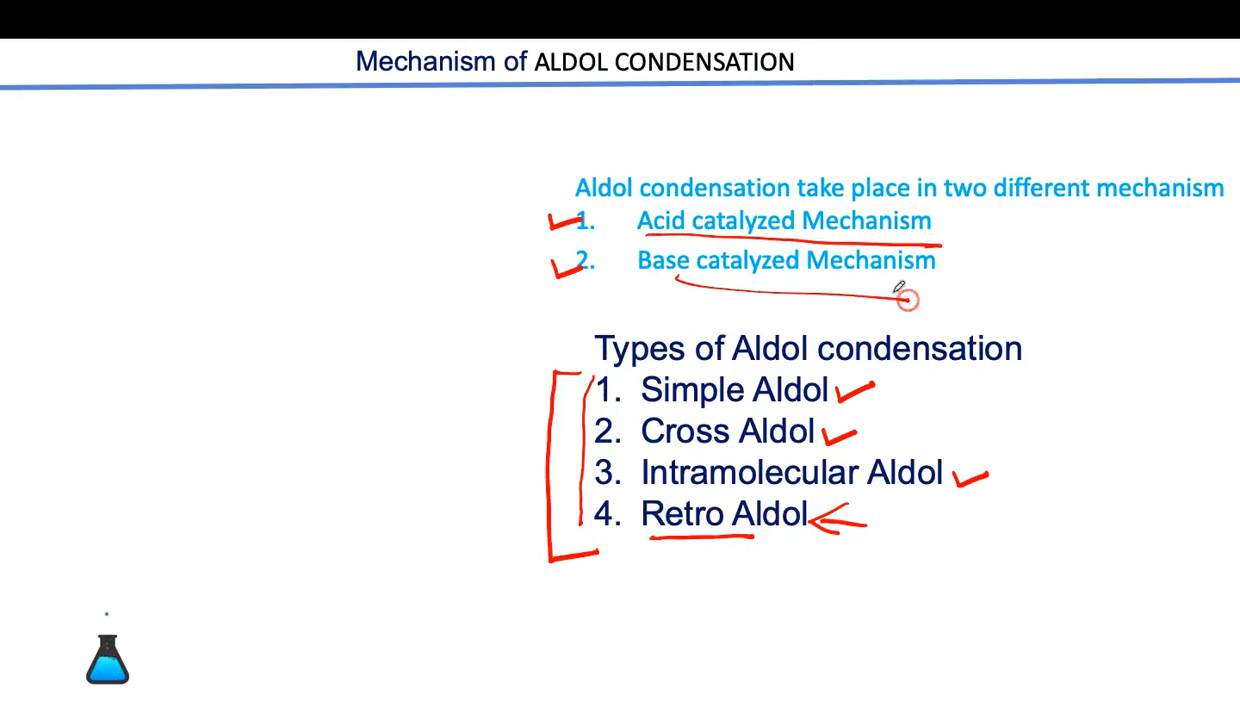 Mechanism of ALDOL CONDENSATION
Aldol condensation take place in two different mechanism
1. Acid catalyzed Mechanism
2. Base catalyzed Mechanism
Types of Aldol condensation
1. Simple Aldol
2. Cross Aldol
3. Intramolecular Aldol
4. Retro Aldol